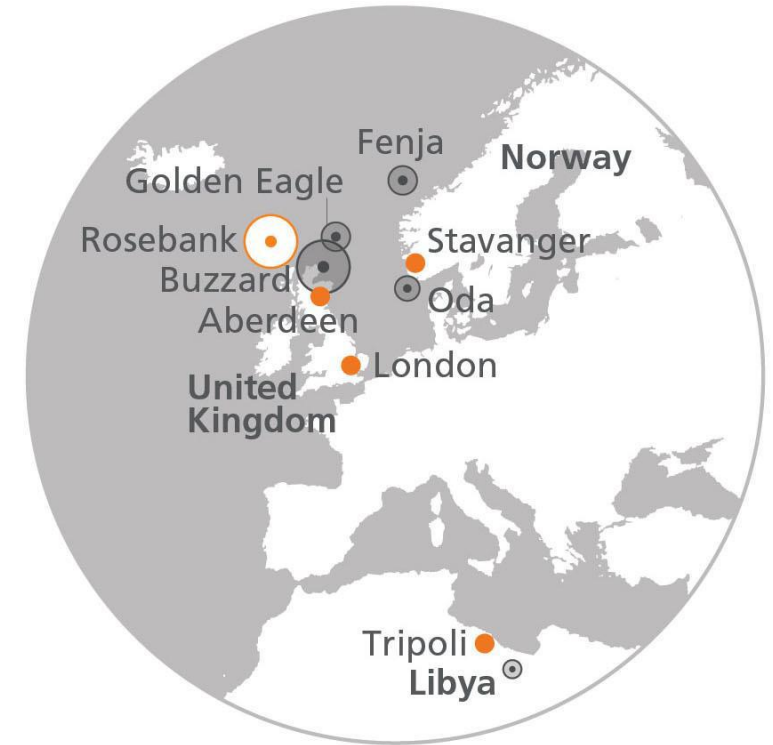 Fenja
Norway
Golden Eagle
Rosebank
Stavanger
Buzzard
Oda
Aberdeen
London
United
Kingdom
Tripoli
Libya